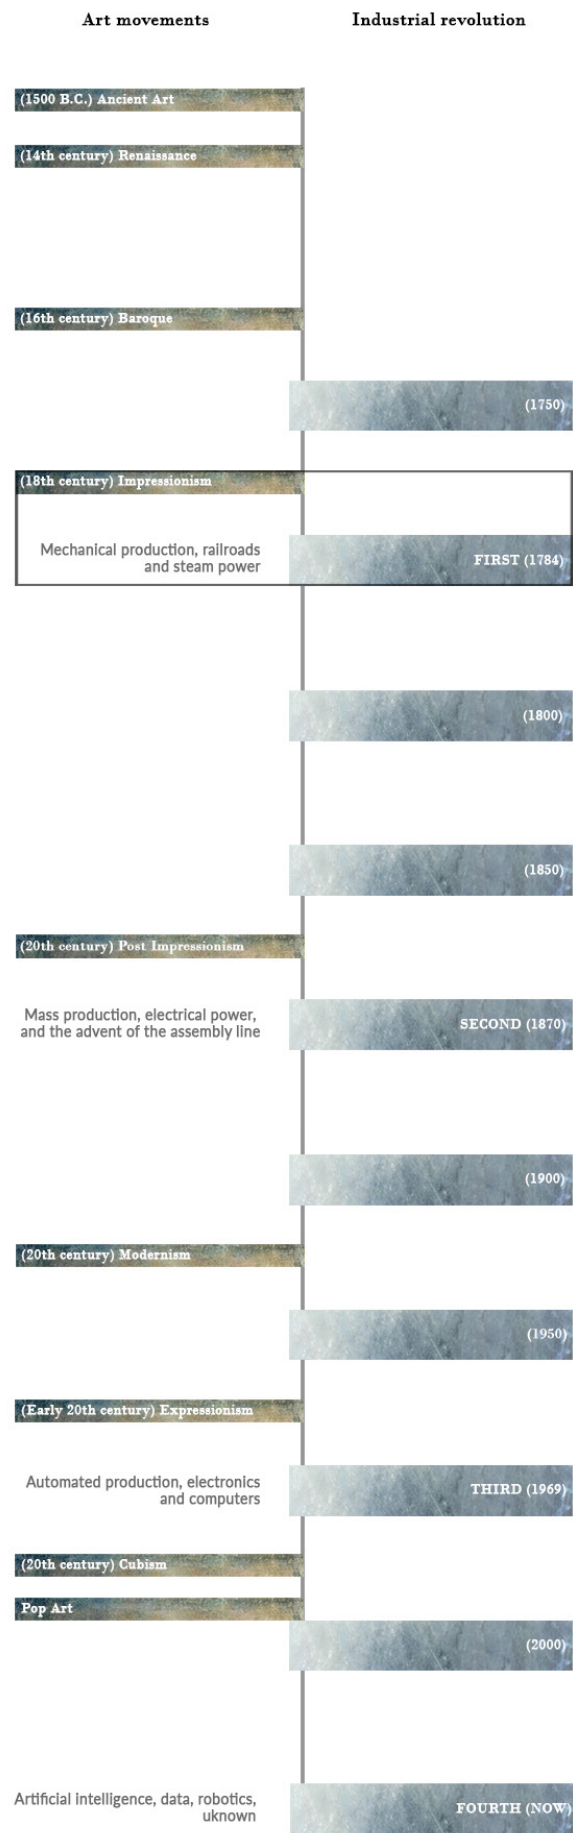 Art movements
Industrial revolution
(1500 B.C.) Ancient Art
(14th century) Renaissance
(16th century) Baroque
(1750)
(18th century) Impressionism
Mechanical production, railroads
and steam power
FIRST (1784)
(1800)
(1850)
(20th century) Post Impressionism
Mass production, electrical power,
and the advent of the assembly line
SECOND (1870)
(1900)
(20th century) Modernism
(1950)
(Early 20th century) Expressionism
Automated production, electronics
and computers
THIRD (1969)
(20th century) Cubism
Pop Art
(2000)
Artificial intelligence, data, robotics,
uknown
FOURTH (NOW)